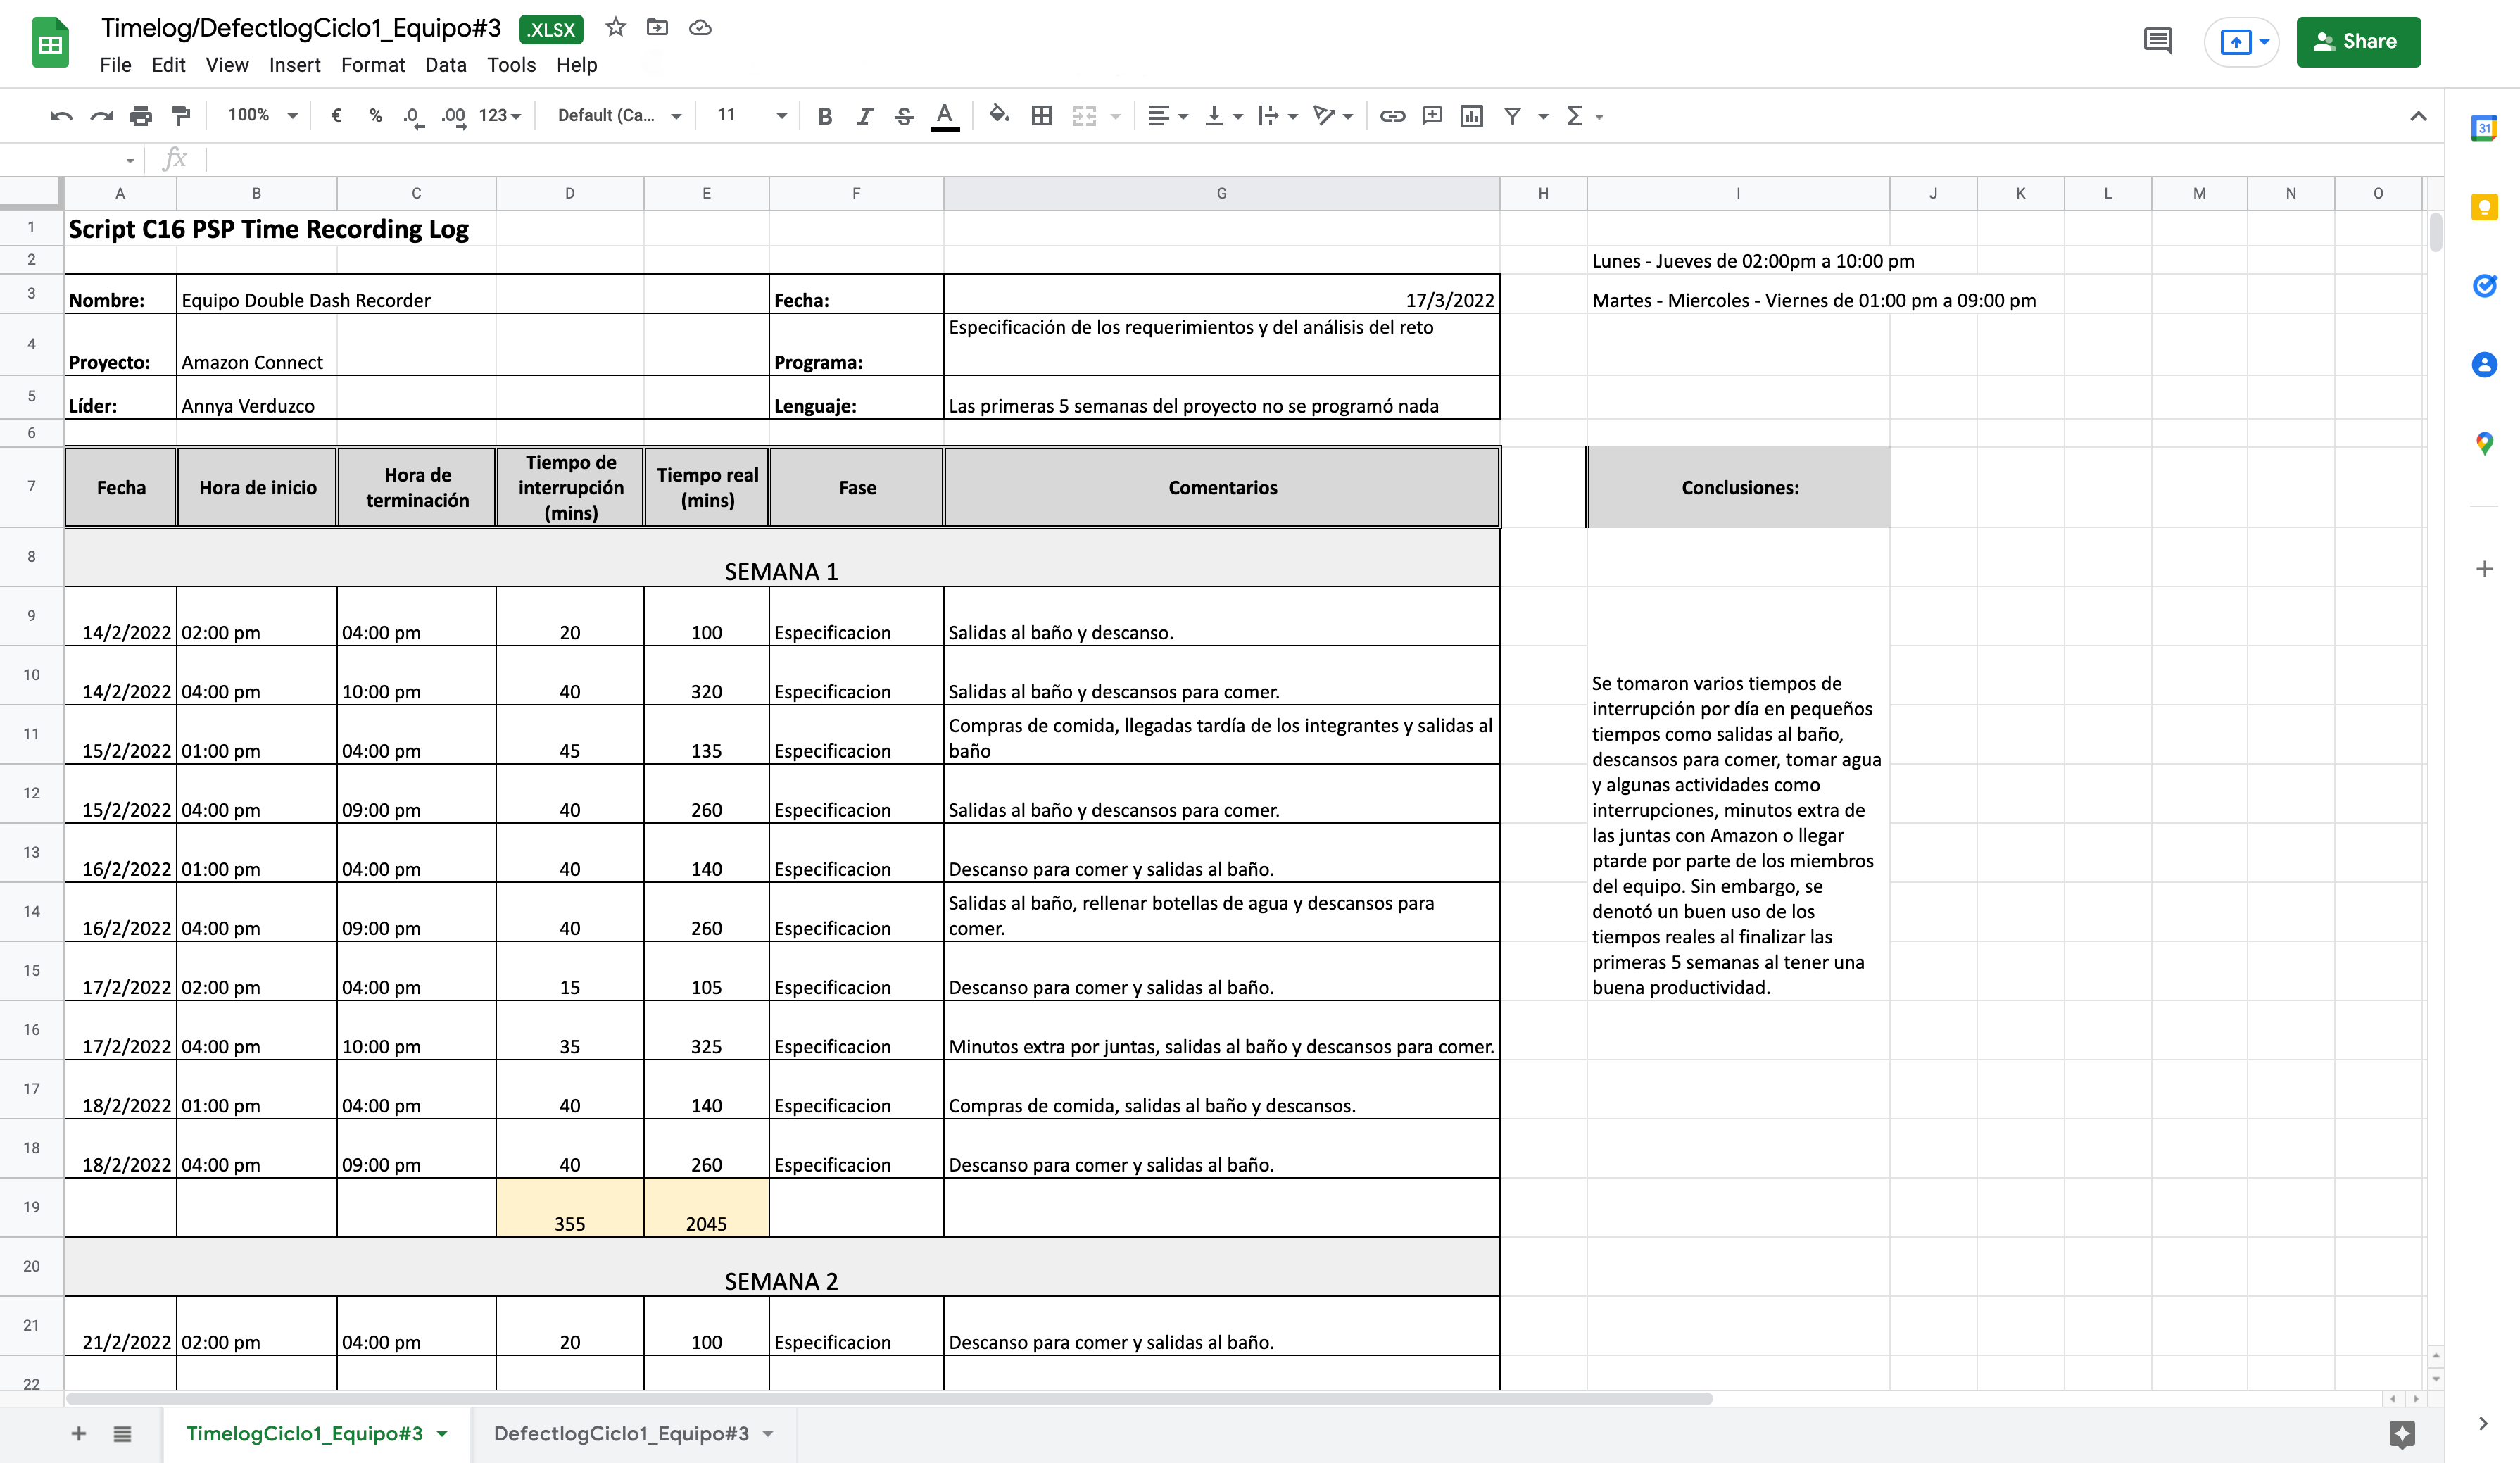 Timelog/DefectlogCiclo1_Equipo#3 .XLSX
File Edit View Insert Format Data Tools Help
Share
100% € % .0 .00 123 Default (Ca... 11 B I S A Σ
31
fx
A B C D E F G H I J K L M N O
1 Script C16 PSP Time Recording Log
2 Lunes - Jueves de 02:00pm a 10:00 pm
3 Nombre: Equipo Double Dash Recorder Fecha: 17/3/2022 Martes - Miercoles - Viernes de 01:00 pm a 09:00 pm
4 Proyecto: Amazon Connect Programa: Especificación de los requerimientos y del análisis del reto
5 Líder: Annya Verduzco Lenguaje: Las primeras 5 semanas del proyecto no se programó nada
6
7 Fecha Hora de inicio Hora de terminación Tiempo de interrupción (mins) Tiempo real (mins) Fase Comentarios Conclusiones:
8 SEMANA 1
9 14/2/2022 02:00 pm 04:00 pm 20 100 Especificacion Salidas al baño y descanso.
10 14/2/2022 04:00 pm 10:00 pm 40 320 Especificacion Salidas al baño y descansos para comer.
11 15/2/2022 01:00 pm 04:00 pm 45 135 Especificacion Compras de comida, llegadas tardía de los integrantes y salidas al baño
12 15/2/2022 04:00 pm 09:00 pm 40 260 Especificacion Salidas al baño y descansos para comer.
13 16/2/2022 01:00 pm 04:00 pm 40 140 Especificacion Descanso para comer y salidas al baño.
14 16/2/2022 04:00 pm 09:00 pm 40 260 Especificacion Salidas al baño, rellenar botellas de agua y descansos para comer.
15 17/2/2022 02:00 pm 04:00 pm 15 105 Especificacion Descanso para comer y salidas al baño.
16 17/2/2022 04:00 pm 10:00 pm 35 325 Especificacion Minutos extra por juntas, salidas al baño y descansos para comer.
17 18/2/2022 01:00 pm 04:00 pm 40 140 Especificacion Compras de comida, salidas al baño y descansos.
18 18/2/2022 04:00 pm 09:00 pm 40 260 Especificacion Descanso para comer y salidas al baño.
19 355 2045
20 SEMANA 2
21 21/2/2022 02:00 pm 04:00 pm 20 100 Especificacion Descanso para comer y salidas al baño.
22
Se tomaron varios tiempos de
interrupción por día en pequeños
tiempos como salidas al baño,
descansos para comer, tomar agua
y algunas actividades como
interrupciones, minutos extra de
las juntas con Amazon o llegar
ptarde por parte de los miembros
del equipo. Sin embargo, se
denotó un buen uso de los
tiempos reales al finalizar las
primeras 5 semanas al tener una
buena productividad.
TimelogCiclo1_Equipo#3 DefectlogCiclo1_Equipo#3